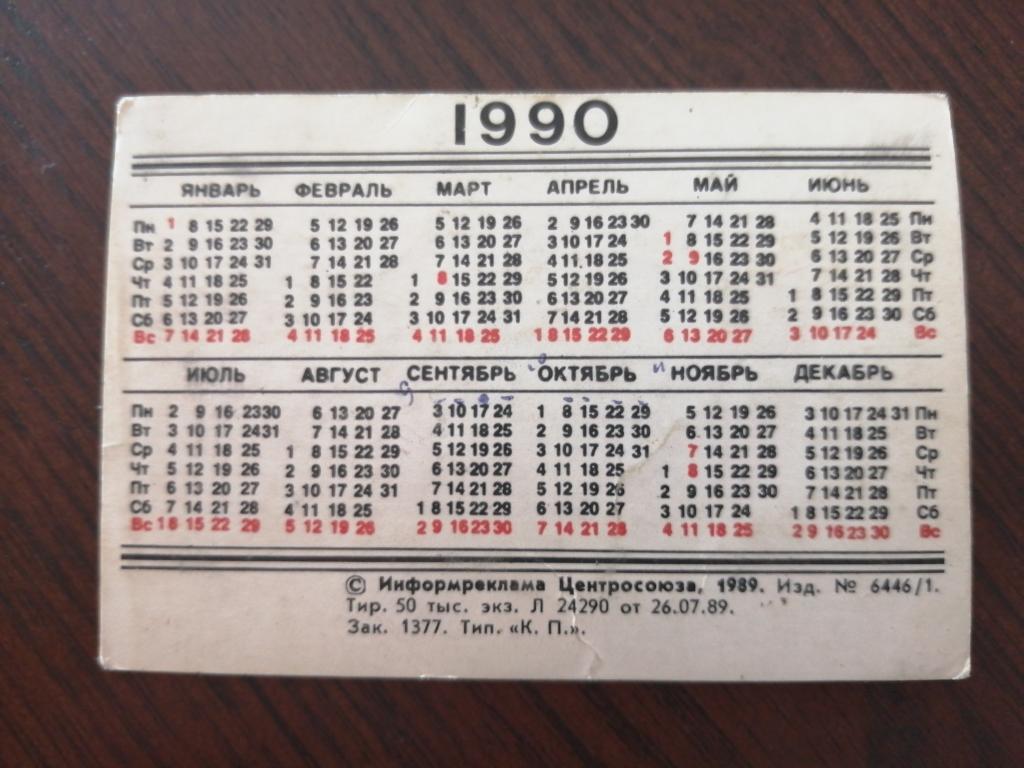 1990
ЯНВАРЬ ФЕВРАЛЬ МАРТ АПРЕЛЬ МАЙ ИЮНЬ
Пн 1 8 15 22 29 5 12 19 26 5 12 19 26 2 9 16 23 30 7 14 21 28 4 11 18 25 Пн
Вт 2 9 16 23 30 6 13 20 27 6 13 20 27 3 10 17 24 1 8 15 22 29 5 12 19 26 Вт
Ср 3 10 17 24 31 7 14 21 28 7 14 21 28 4 11 18 25 2 9 16 23 30 6 13 20 27 Ср
Чт 4 11 18 25 1 8 15 22 1 8 15 22 29 5 12 19 26 3 10 17 24 31 7 14 21 28 Чт
Пт 5 12 19 26 2 9 16 23 2 9 16 23 30 6 13 20 27 4 11 18 25 1 8 15 22 29 Пт
Сб 6 13 20 27 3 10 17 24 3 10 17 24 31 7 14 21 28 5 12 19 26 2 9 16 23 30 Сб
Вс 7 14 21 28 4 11 18 25 4 11 18 25 1 8 15 22 29 6 13 20 27 3 10 17 24 Вс
ИЮЛЬ АВГУСТ СЕНТЯБРЬ ОКТЯБРЬ НОЯБРЬ ДЕКАБРЬ
Пн 2 9 16 23 30 6 13 20 27 3 10 17 24 1 8 15 22 29 5 12 19 26 3 10 17 24 31 Пн
Вт 3 10 17 24 31 7 14 21 28 4 11 18 25 2 9 16 23 30 6 13 20 27 4 11 18 25 Вт
Ср 4 11 18 25 1 8 15 22 29 5 12 19 26 3 10 17 24 31 7 14 21 28 5 12 19 26 Ср
Чт 5 12 19 26 2 9 16 23 30 6 13 20 27 4 11 18 25 1 8 15 22 29 6 13 20 27 Чт
Пт 6 13 20 27 3 10 17 24 31 7 14 21 28 5 12 19 26 2 9 16 23 30 7 14 21 28 Пт
Сб 7 14 21 28 4 11 18 25 1 8 15 22 29 6 13 20 27 3 10 17 24 1 8 15 22 29 Сб
Вс 1 8 15 22 29 5 12 19 26 2 9 16 23 30 7 14 21 28 4 11 18 25 2 9 16 23 30 Вс
© Информреклама Центросоюза, 1989. Изд. № 6446/1.
Тир. 50 тыс. экз. Л 24290 от 26.07.89.
Зак. 1377. Тип. «К. П.».